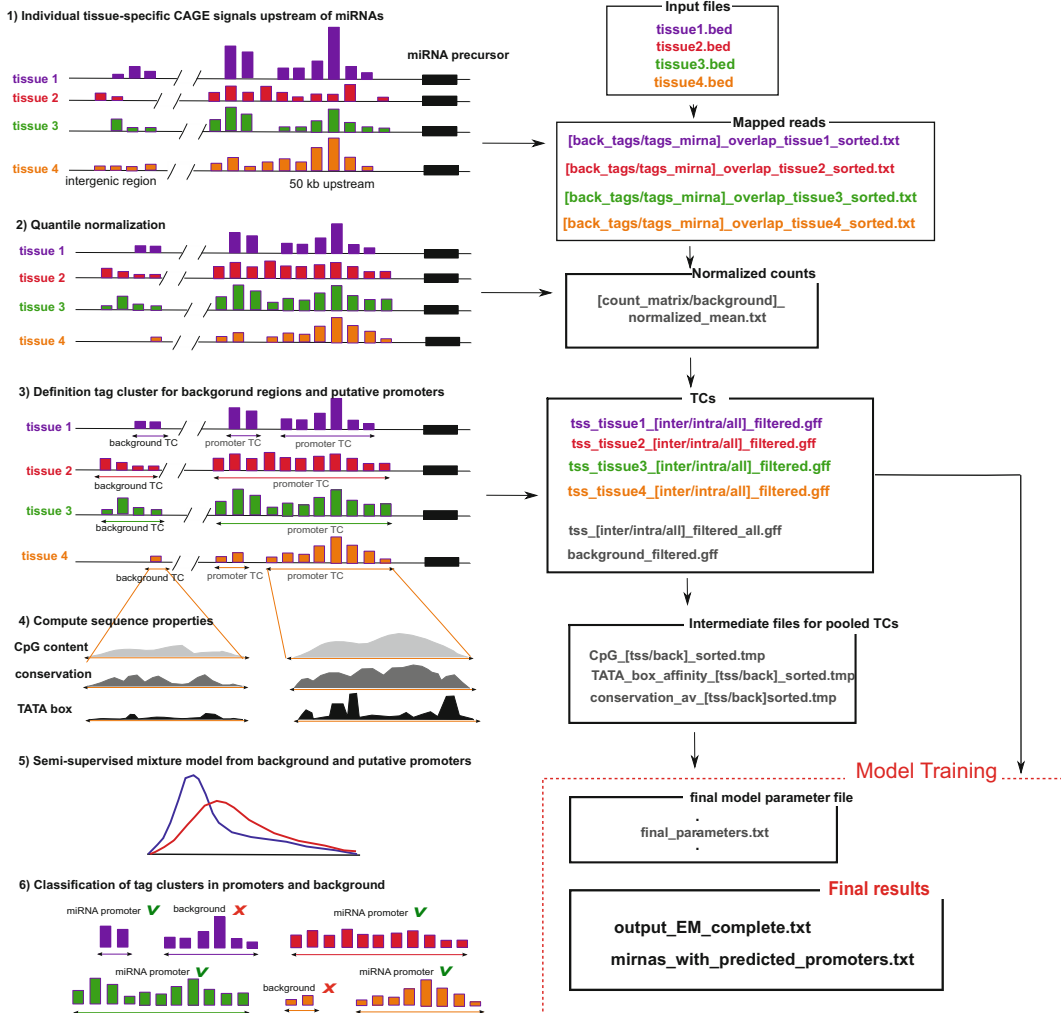 1) Individual tissue-specific CAGE signals upstream of miRNAs
miRNA precursor
tissue 1
tissue 2
tissue 3
tissue 4
intergenic region
50 kb upstream
2) Quantile normalization
tissue 1
tissue 2
tissue 3
tissue 4
3) Definition tag cluster for backgorund regions and putative promoters
tissue 1
background TC
promoter TC
promoter TC
tissue 2
background TC
promoter TC
tissue 3
background TC
promoter TC
tissue 4
background TC
promoter TC
promoter TC
4) Compute sequence properties
CpG content
conservation
TATA box
5) Semi-supervised mixture model from background and putative promoters
6) Classification of tag clusters in promoters and background
miRNA promoter V
background X
miRNA promoter V
miRNA promoter V
background X
miRNA promoter V
Input files
tissue1.bed
tissue2.bed
tissue3.bed
tissue4.bed
Mapped reads
[back_tags/tags_mirna]_overlap_tissue1_sorted.txt
[back_tags/tags_mirna]_overlap_tissue2_sorted.txt
[back_tags/tags_mirna]_overlap_tissue3_sorted.txt
[back_tags/tags_mirna]_overlap_tissue4_sorted.txt
Normalized counts
[count_matrix/background]_
normalized_mean.txt
TCs
tss_tissue1_[inter/intra/all]_filtered.gff
tss_tissue2_[inter/intra/all]_filtered.gff
tss_tissue3_[inter/intra/all]_filtered.gff
tss_tissue4_[inter/intra/all]_filtered.gff
tss_[inter/intra/all]_filtered_all.gff
background_filtered.gff
Intermediate files for pooled TCs
CpG_[tss/back]_sorted.tmp
TATA_box_affinity_[tss/back]_sorted.tmp
conservation_av_[tss/back]sorted.tmp
Model Training
final model parameter file
.
final_parameters.txt
.
Final results
output_EM_complete.txt
mirnas_with_predicted_promoters.txt